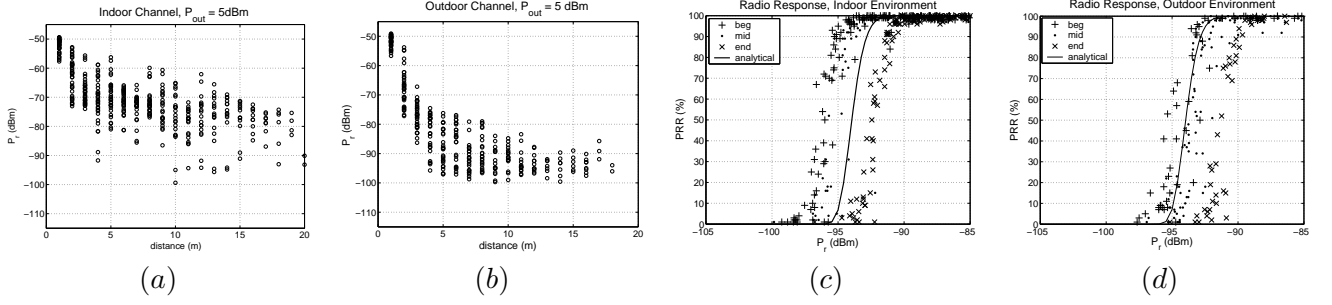 Indoor Channel, P_out = 5dBm
−50
−60
−70
−80
−90
−100
−110
P_r (dBm)
0 5 10 15 20
distance (m)
(a)
Outdoor Channel, P_out = 5 dBm
−50
−60
−70
−80
−90
−100
−110
P_r (dBm)
0 5 10 15 20
distance (m)
(b)
Radio Response, Indoor Environment
beg
mid
end
analytical
100
90
80
70
60
50
40
30
20
10
0
PRR (%)
−105 −100 −95 −90 −85
P_r (dBm)
(c)
Radio Response, Outdoor Environment
beg
mid
end
analytical
100
90
80
70
60
50
40
30
20
10
0
PRR (%)
−105 −100 −95 −90 −85
P_r (dBm)
(d)